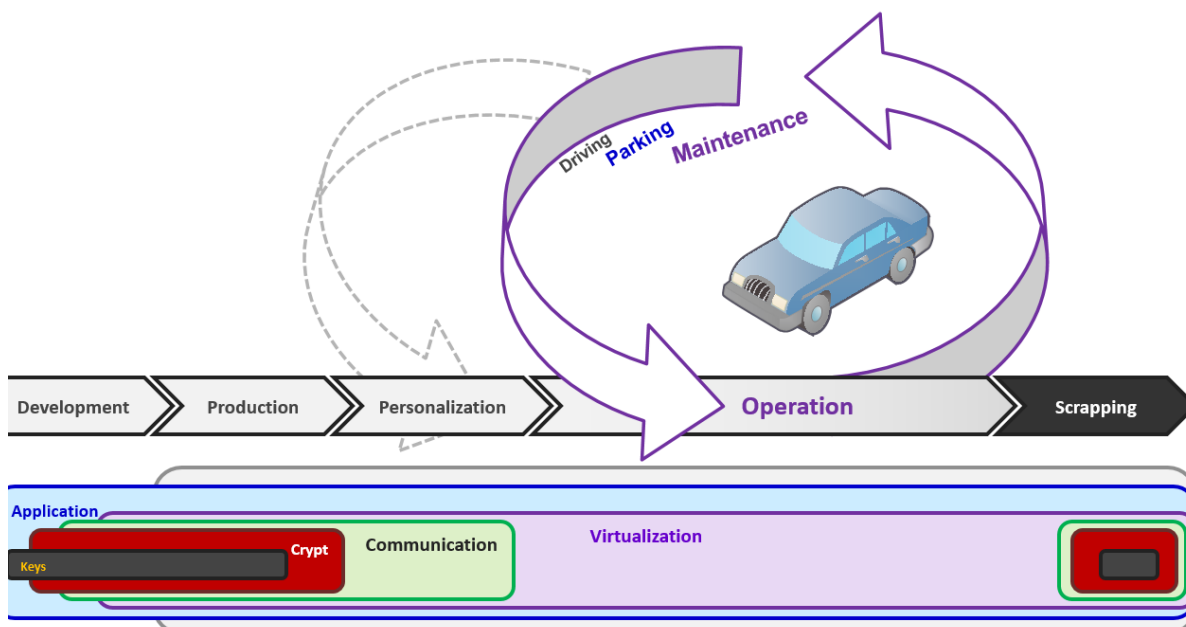 Driving
Parking
Maintenance
Development
Production
Personalization
Operation
Scrapping
Application
Keys
Crypt
Communication
Virtualization